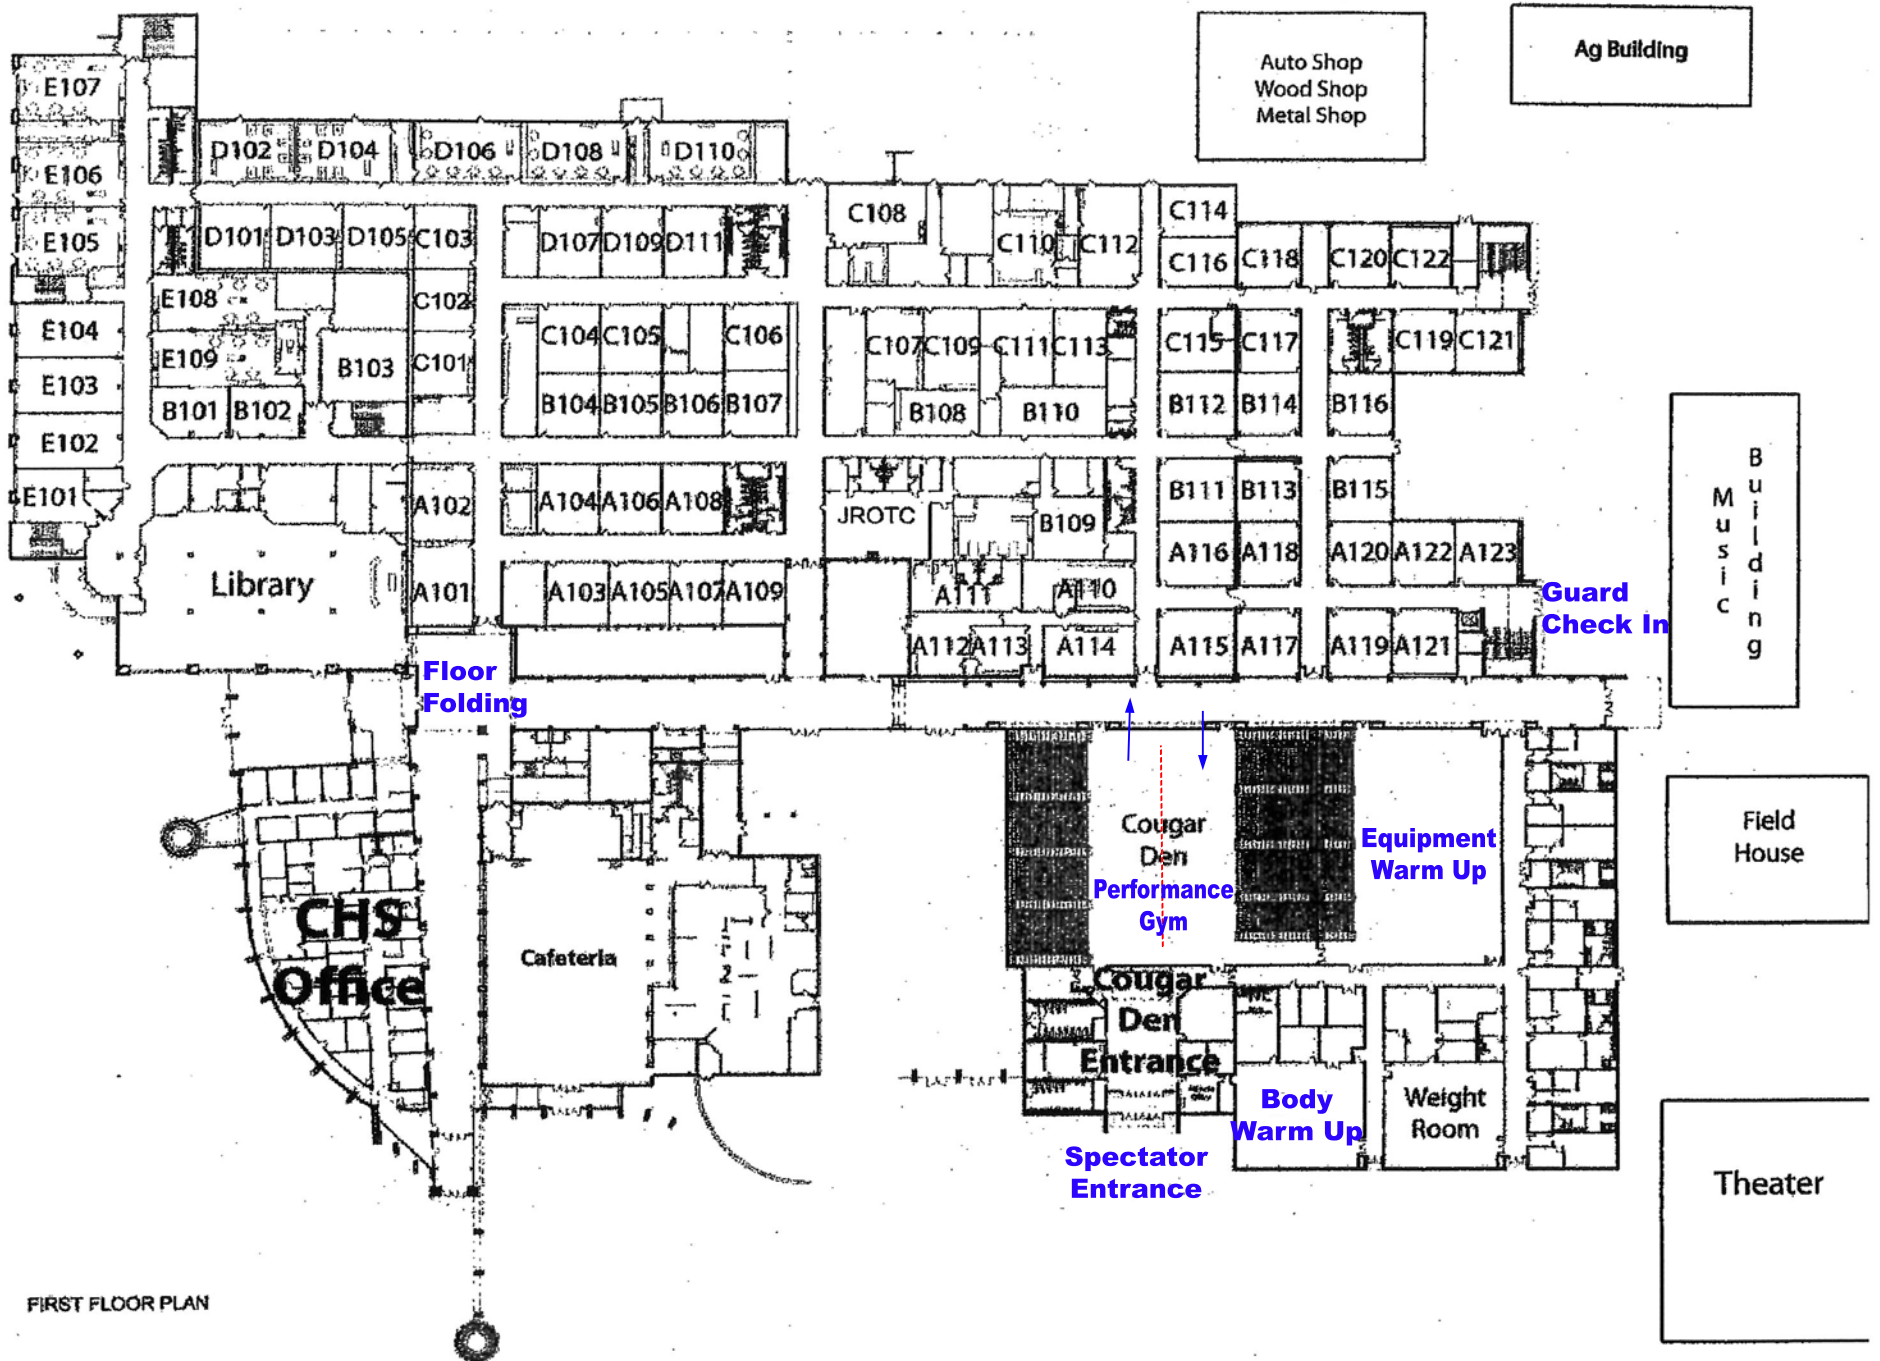 Auto Shop
Wood Shop
Metal Shop
Ag Building
E107
E106
E105
D102
D104
D106
D108
D110
D101
D103
D105
C103
D107
D109
D111
C108
C110
C112
C114
C116
C118
C120
C122
E108
C102
E104
E109
E103
B103
C101
C104
C105
C106
C107
C109
C111
C113
C115
C117
C119
C121
B101
B102
E102
B104
B105
B106
B107
B108
B110
B112
B114
B116
E101
A102
A104
A106
A108
JROTC
B109
B111
B113
B115
A116
A118
A120
A122
A123
Library
A101
A103
A105
A107
A109
A111
A110
A112
A113
A114
A115
A117
A119
A121
Guard
Check In
Music
Building
Floor
Folding
Cougar
Den
Performance
Gym
Equipment
Warm Up
Field
House
CHS
Office
Cafeteria
Cougar
Den
Entrance
Body
Warm Up
Weight
Room
Spectator
Entrance
Theater
FIRST FLOOR PLAN